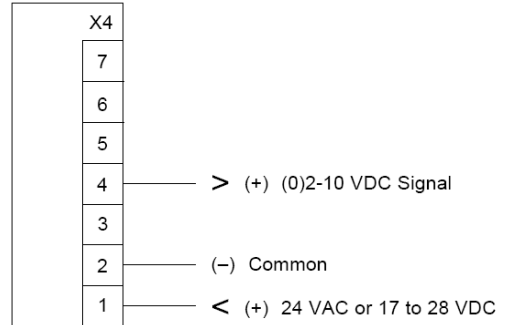 X4
7
6
5
4 > (+) (0)2-10 VDC Signal
3
2 (–) Common
1 < (+) 24 VAC or 17 to 28 VDC